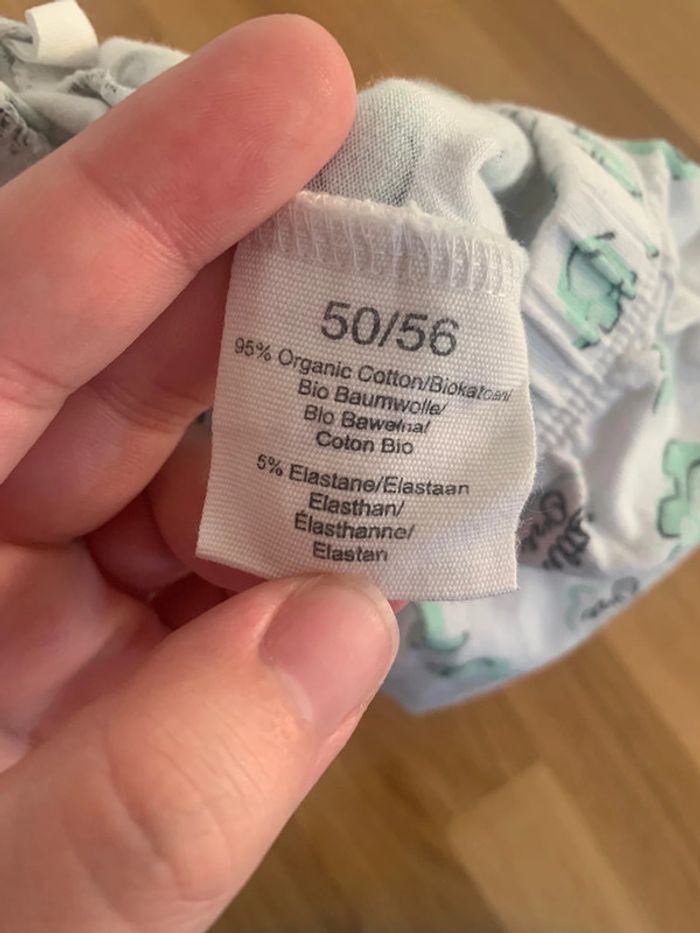 50/56
95% Organic Cotton/Biokatoen/
Bio Baumwolle/
Bio Bawełna/
Coton Bio
5% Elastane/Elastaan
Elasthan/
Élasthanne/
Elastan